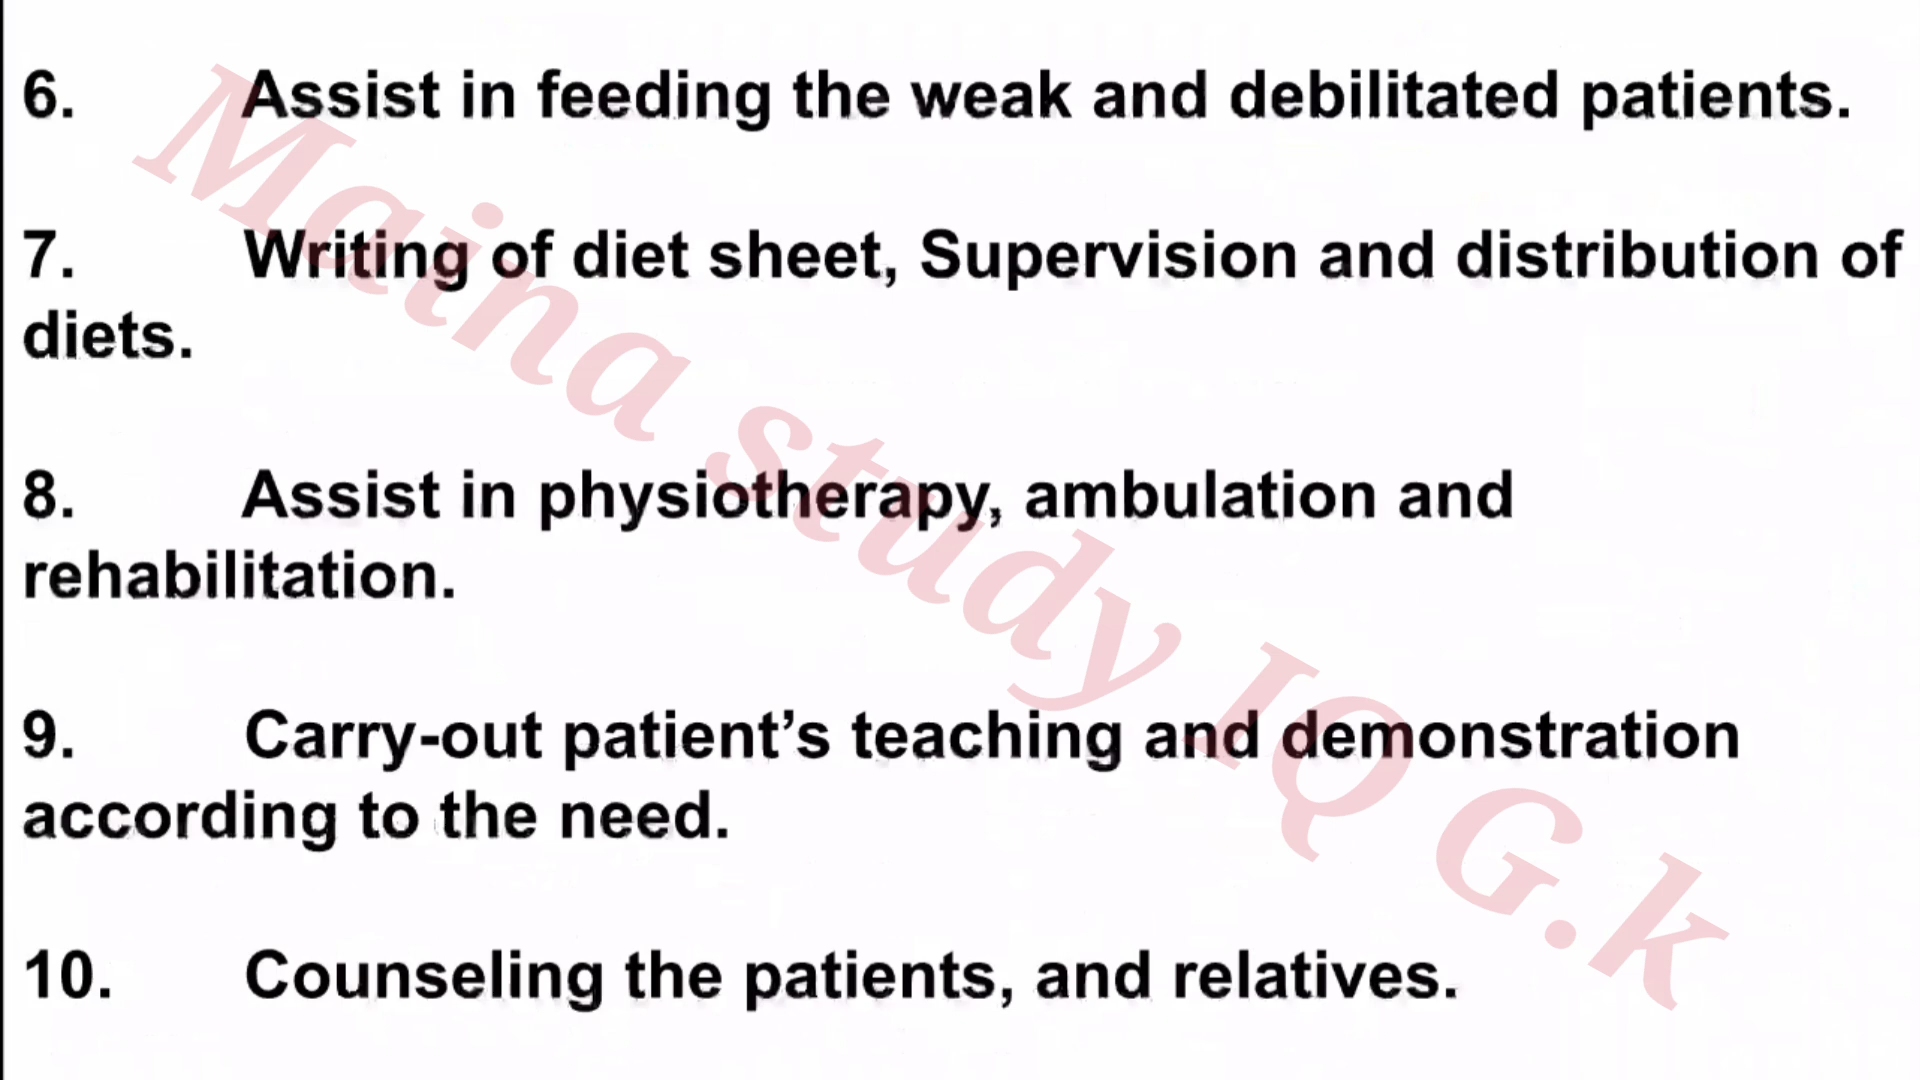 6. Assist in feeding the weak and debilitated patients.
7. Writing of diet sheet, Supervision and distribution of
diets.
8. Assist in physiotherapy, ambulation and
rehabilitation.
9. Carry-out patient’s teaching and demonstration
according to the need.
10. Counseling the patients, and relatives.
Maina study IQ G.k